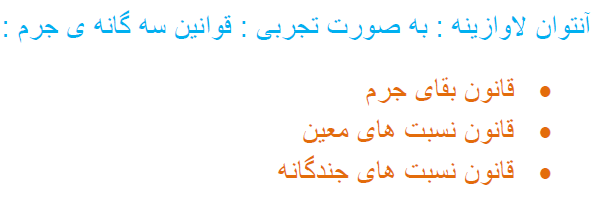 آنتوان لاوازینه : به صورت تجربی : قوانین سه گانه ی جرم :
• قانون بقای جرم
• قانون نسبت های معین
• قانون نسبت های جندگانه